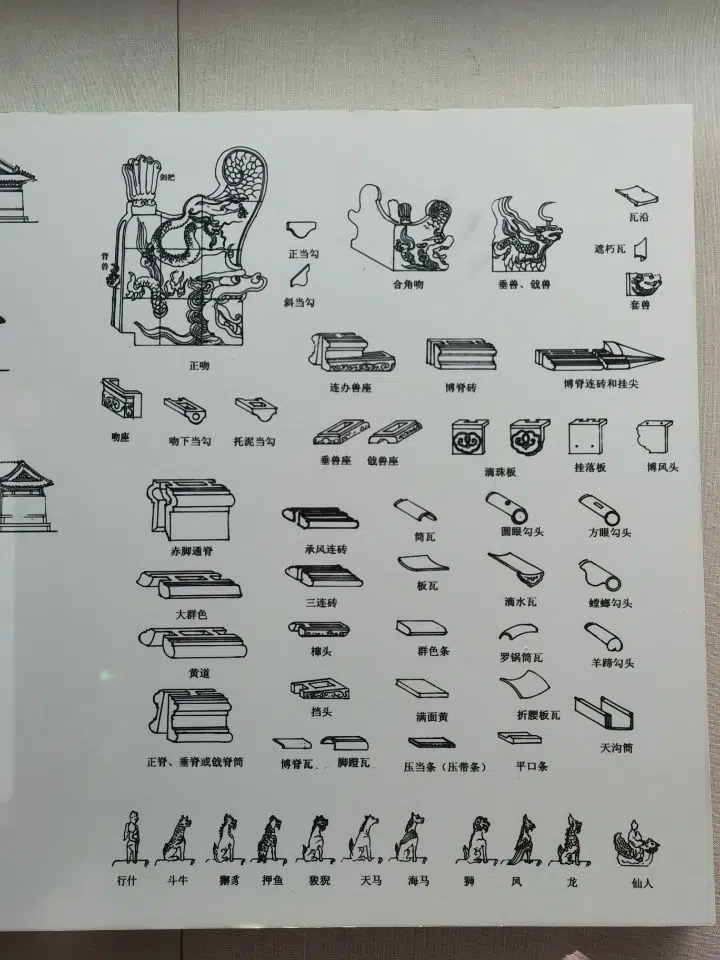 剑把
背兽
正吻
正当勾
斜当勾
合角吻
垂兽、戗兽
瓦沿
遮朽瓦
套兽
连办兽座
博脊砖
博脊连砖和挂尖
吻座
吻下当勾
托泥当勾
垂兽座
戗兽座
滴珠板
挂落板
博风头
赤脚通脊
承风连砖
筒瓦
圆眼勾头
方眼勾头
大群色
三连砖
板瓦
滴水瓦
螳螂勾头
黄道
撺头
群色条
罗锅筒瓦
羊蹄勾头
正脊、垂脊或戗脊筒
挡头
满面黄
折腰板瓦
天沟筒
博脊瓦
脚蹬瓦
压当条（压带条）
平口条
行什
斗牛
獬豸
押鱼
狻猊
天马
海马
狮
凤
龙
仙人